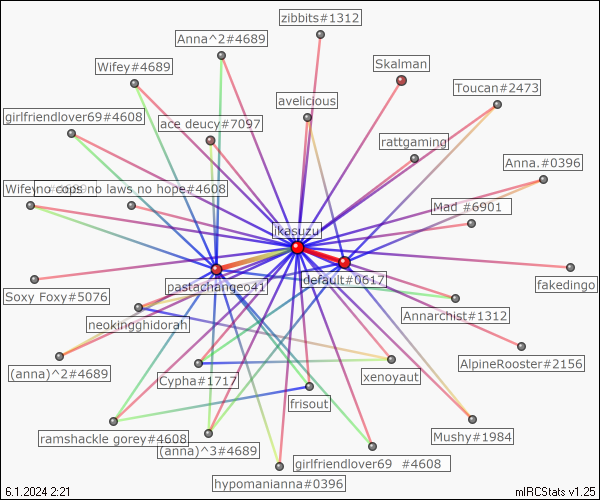 zibbits#1312
Anna^2#4689
Skalman
Wifey#4689
Toucan#2473
avelicious
girlfriendlover69#4608
ace deucy#7097
rattgaming
Anna.#0396
Wifey no cops no laws no hope#4608
Mad #6901
ikasuzu
fakedingo
default#0617
pastachangeo41
Soxy Foxy#5076
Annarchist#1312
neokingghidorah
AlpineRooster#2156
(anna)^2#4689
Cypha#1717
xenoyaut
frisout
ramshackle gorey#4608
Mushy#1984
(anna)^3#4689
girlfriendlover69 #4608
hypomanianna#0396
6.1.2024 2:21
mIRCStats v1.25